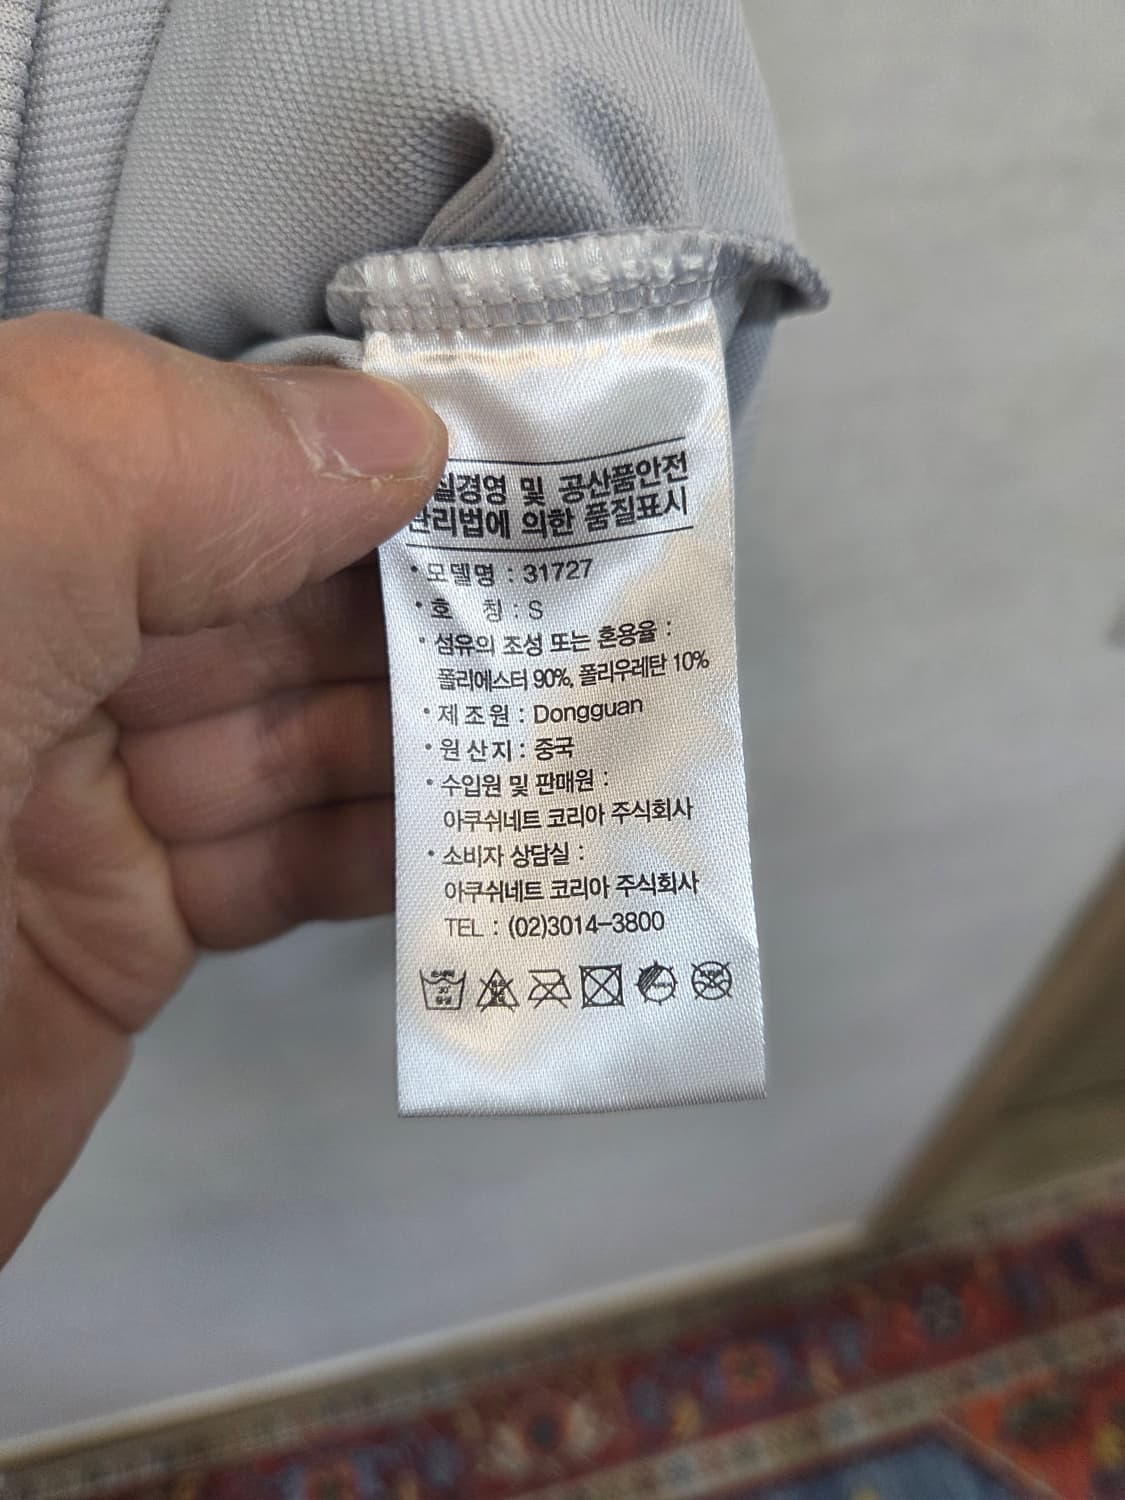 질경영 및 공산품안전
관리법에 의한 품질표시
• 모델명 : 31727
• 호 칭 : S
• 섬유의 조성 또는 혼용율 :
폴리에스터 90%, 폴리우레탄 10%
• 제조원 : Dongguan
• 원산지 : 중국
• 수입원 및 판매원 :
아쿠쉬네트 코리아 주식회사
• 소비자 상담실 :
아쿠쉬네트 코리아 주식회사
TEL : (02)3014-3800
30°